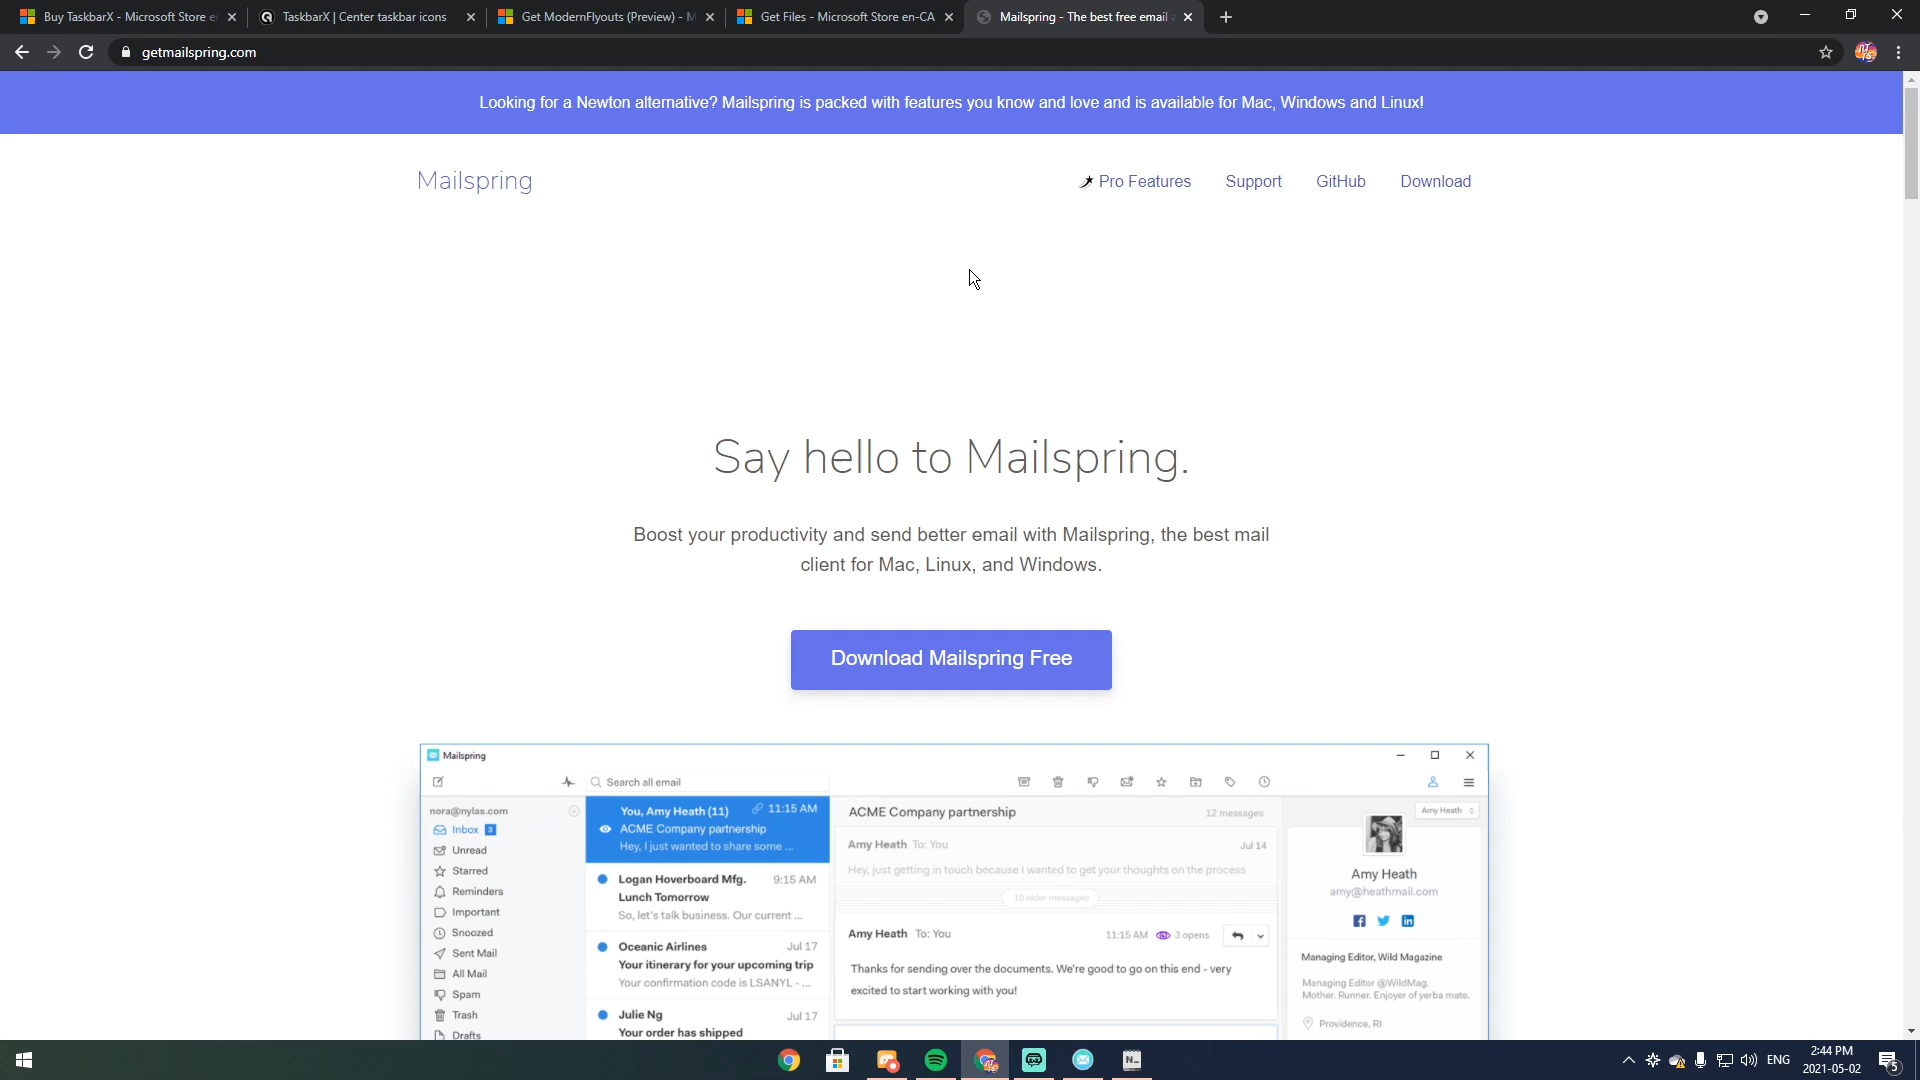 Buy TaskbarX - Microsoft Store e
TaskbarX | Center taskbar icons
Get ModernFlyouts (Preview) - M
Get Files - Microsoft Store en-CA
Mailspring - The best free email a
getmailspring.com
Looking for a Newton alternative? Mailspring is packed with features you know and love and is available for Mac, Windows and Linux!
Mailspring
Pro Features
Support
GitHub
Download
Say hello to Mailspring.
Boost your productivity and send better email with Mailspring, the best mail
client for Mac, Linux, and Windows.
Download Mailspring Free
Mailspring
Search all email
nora@nylas.com
Inbox 3
Unread
Starred
Reminders
Important
Snoozed
Sent Mail
All Mail
Spam
Trash
Drafts
You, Amy Heath (11) 11:15 AM
ACME Company partnership
Hey, I just wanted to share some ...
Logan Hoverboard Mfg. 9:15 AM
Lunch Tomorrow
So, let's talk business. Our current ...
Oceanic Airlines Jul 17
Your itinerary for your upcoming trip
Your confirmation code is LSANYL - ...
Julie Ng Jul 17
Your order has shipped
ACME Company partnership 12 messages
Amy Heath To: You Jul 14
Hey, just getting in touch because I wanted to get your thoughts on the process
10 older messages
Amy Heath To: You 11:15 AM 3 opens
Thanks for sending over the documents. We're good to go on this end - very
excited to start working with you!
Amy Heath
Amy Heath
amy@heathmail.com
Managing Editor, Wild Magazine
Managing Editor @WildMag.
Mother. Runner. Enjoyer of yerba mate.
Providence, RI
ENG
2:44 PM
2021-05-02
5